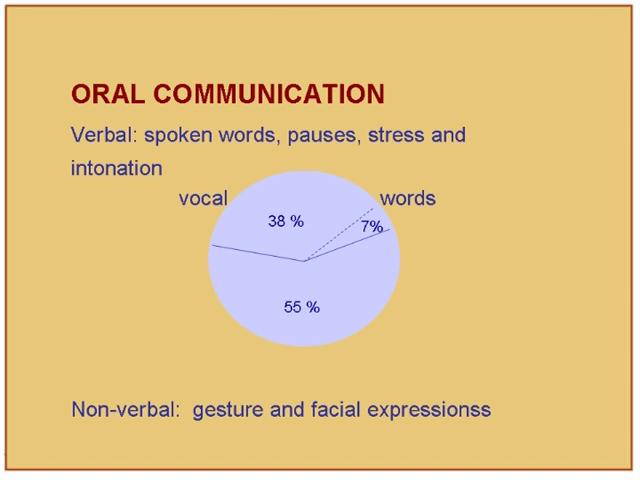 ORAL COMMUNICATION
Verbal: spoken words, pauses, stress and
intonation
vocal
words
38 %
7%
55 %
Non-verbal: gesture and facial expressionss